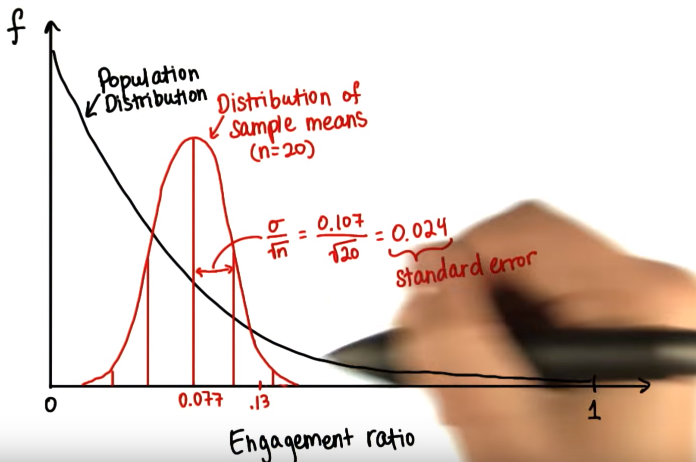 f
Population
Distribution
Distribution of
sample means
(n=20)
σ/√n = 0.107/√20 = 0.024
standard error
0
0.077
.13
1
Engagement ratio